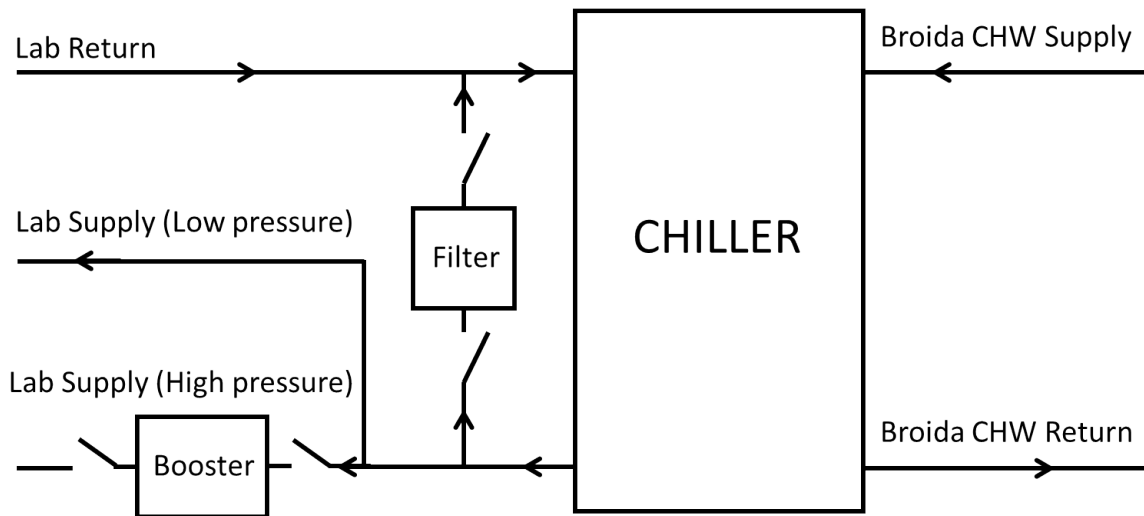 Lab Return
Broida CHW Supply
Lab Supply (Low pressure)
Filter
CHILLER
Lab Supply (High pressure)
Booster
Broida CHW Return